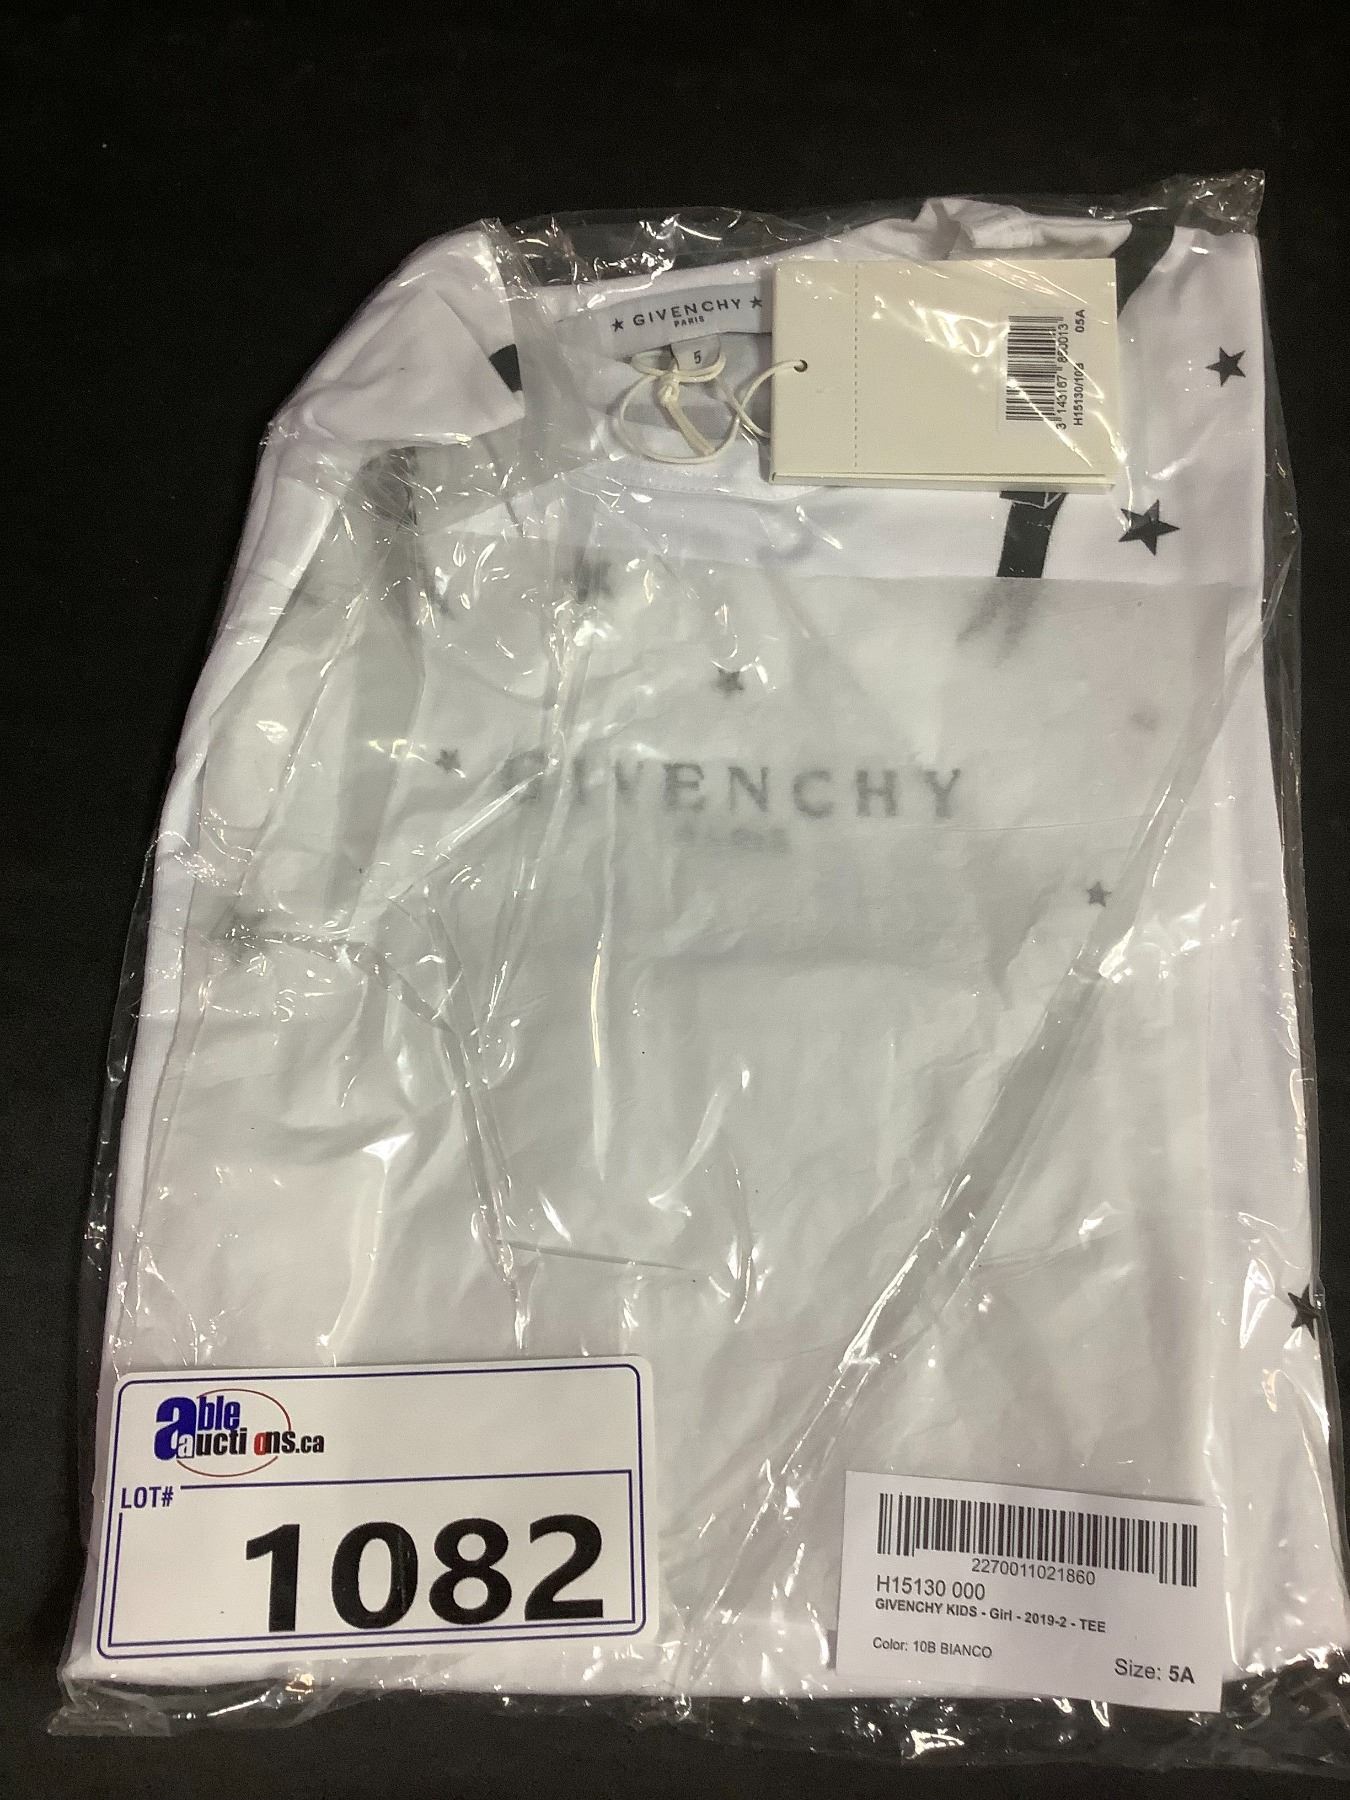 ★ GIVENCHY ★
PARIS
5
05A
H15130/10B
GIVENCHY
PARIS
able
auctions.ca
LOT#
1082
2270011021860
H15130 000
GIVENCHY KIDS - Girl - 2019-2 - TEE
Color: 10B BIANCO
Size: 5A